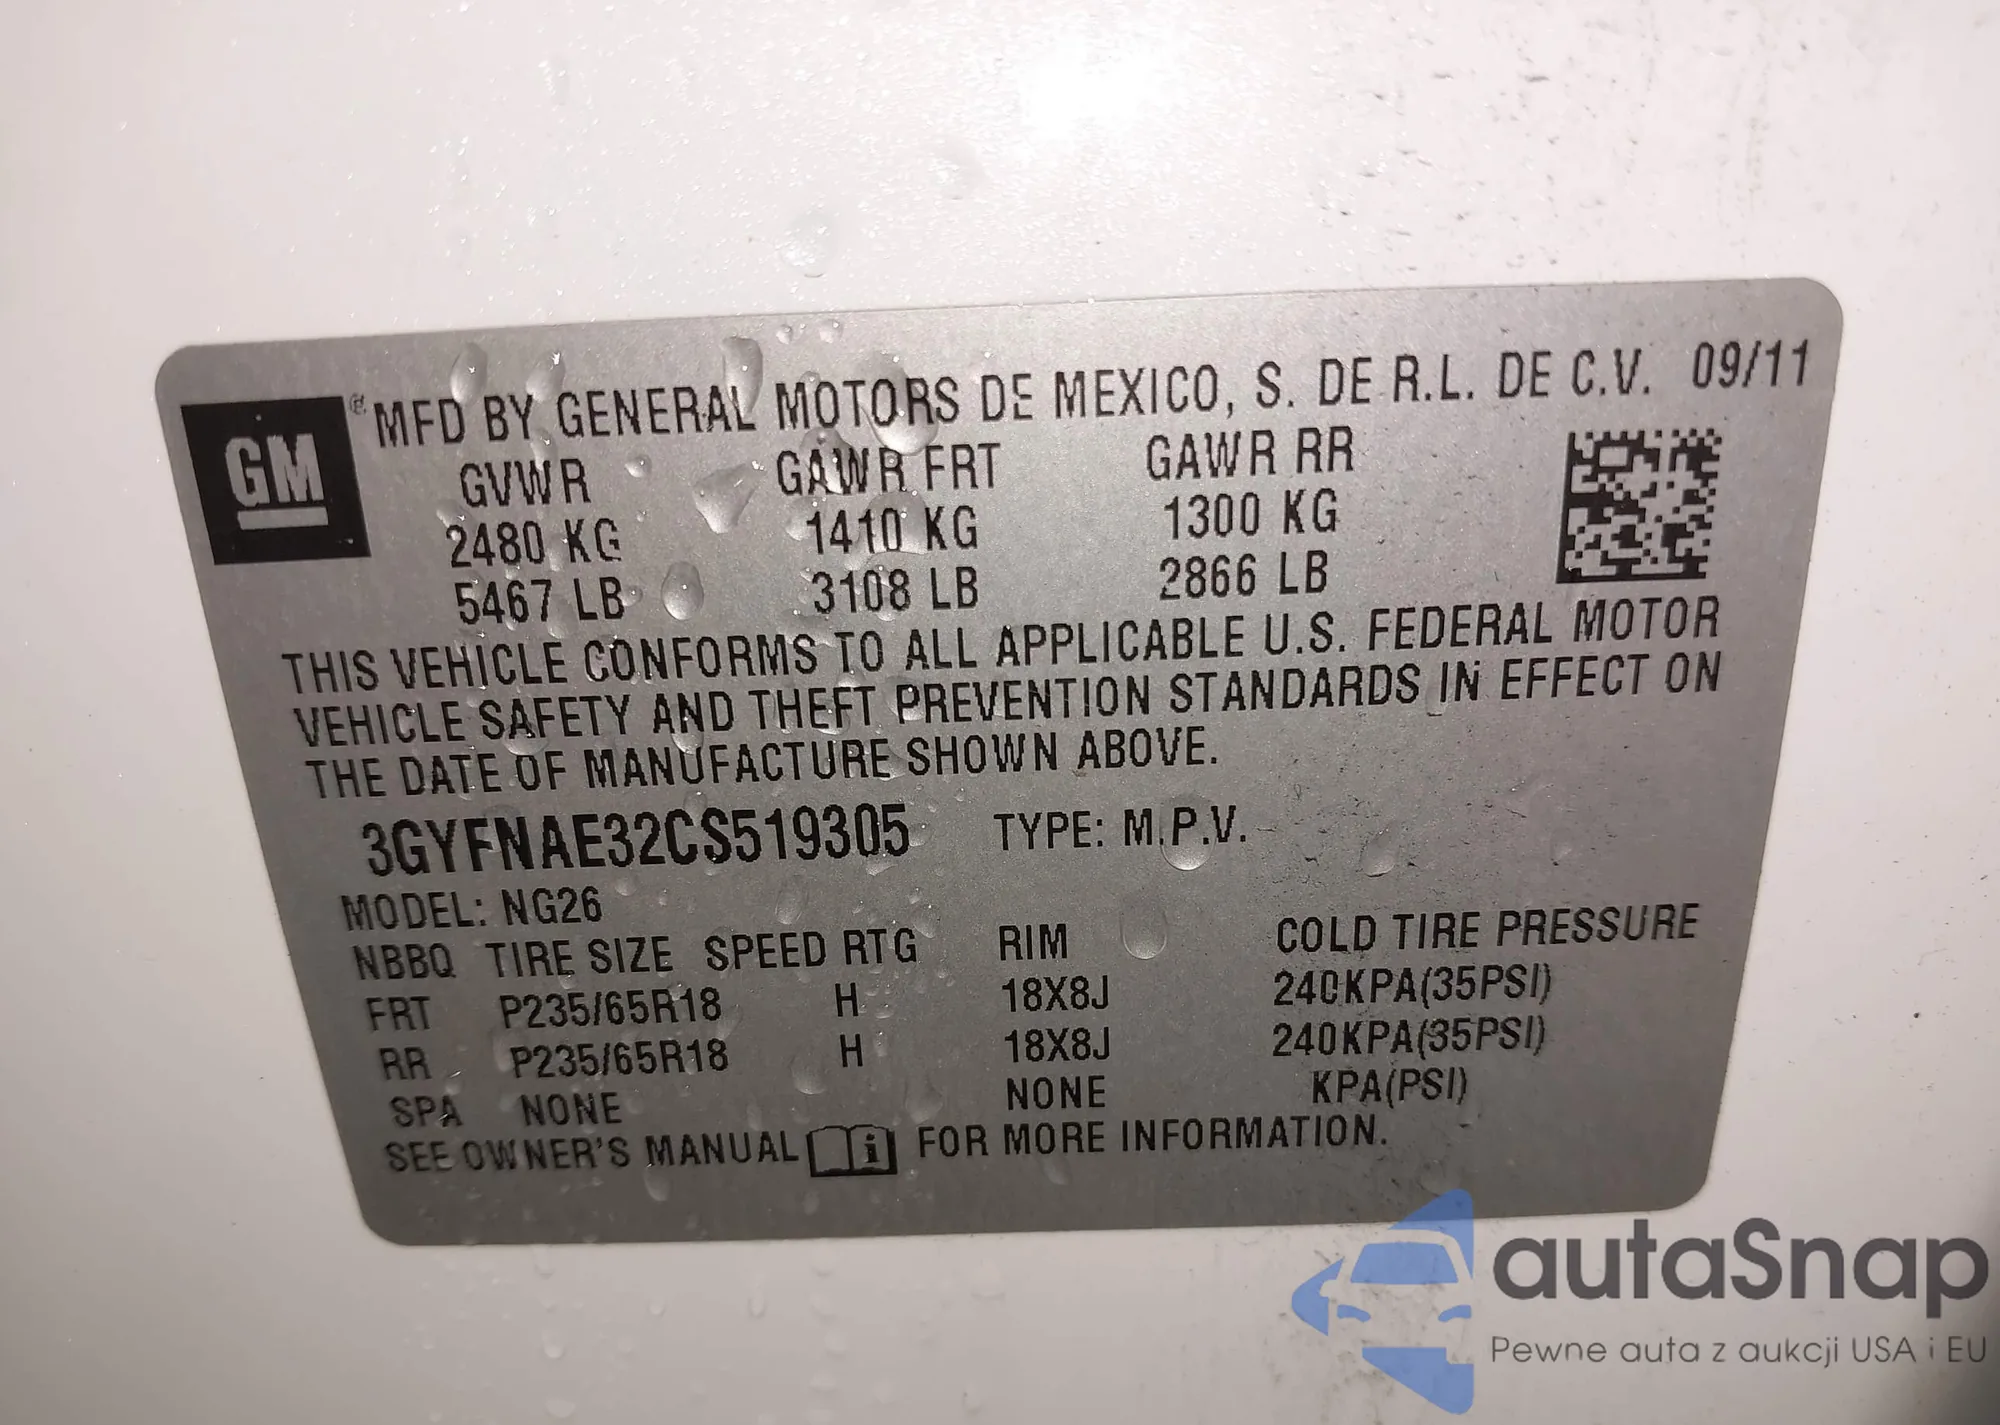 GM ® MFD BY GENERAL MOTORS DE MEXICO, S. DE R.L. DE C.V. 09/11
GVWR GAWR FRT GAWR RR
2480 KG 1410 KG 1300 KG
5467 LB 3108 LB 2866 LB
THIS VEHICLE CONFORMS TO ALL APPLICABLE U.S. FEDERAL MOTOR
VEHICLE SAFETY AND THEFT PREVENTION STANDARDS IN EFFECT ON
THE DATE OF MANUFACTURE SHOWN ABOVE.
3GYFNAE32CS519305 TYPE: M.P.V.
MODEL: NG26
NBBQ TIRE SIZE SPEED RTG RIM COLD TIRE PRESSURE
FRT P235/65R18 H 18X8J 240KPA(35PSI)
RR P235/65R18 H 18X8J 240KPA(35PSI)
SPA NONE NONE KPA(PSI)
SEE OWNER'S MANUAL i FOR MORE INFORMATION.
autaSnap
Pewne auta z aukcji USA i EU